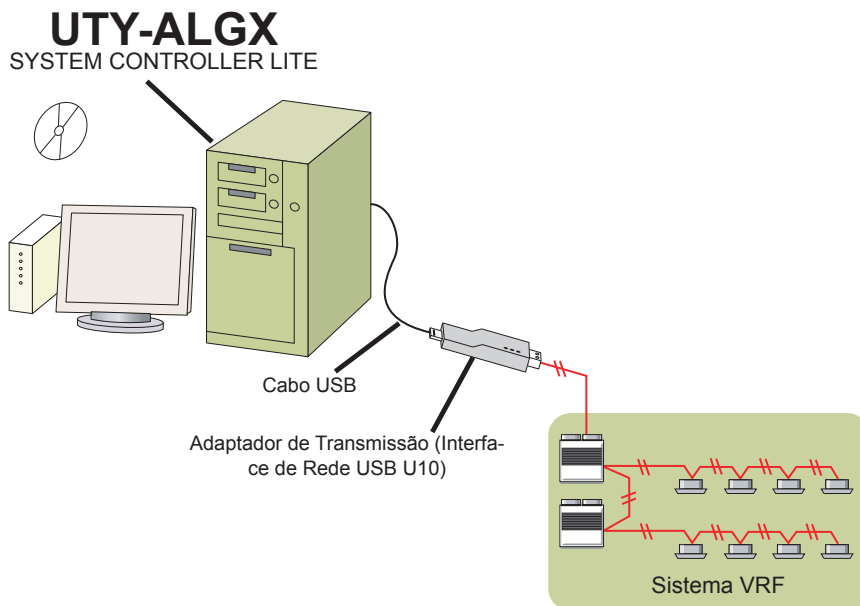 UTY-ALGX
SYSTEM CONTROLLER LITE
Cabo USB
Adaptador de Transmissão (Interfa-
ce de Rede USB U10)
Sistema VRF